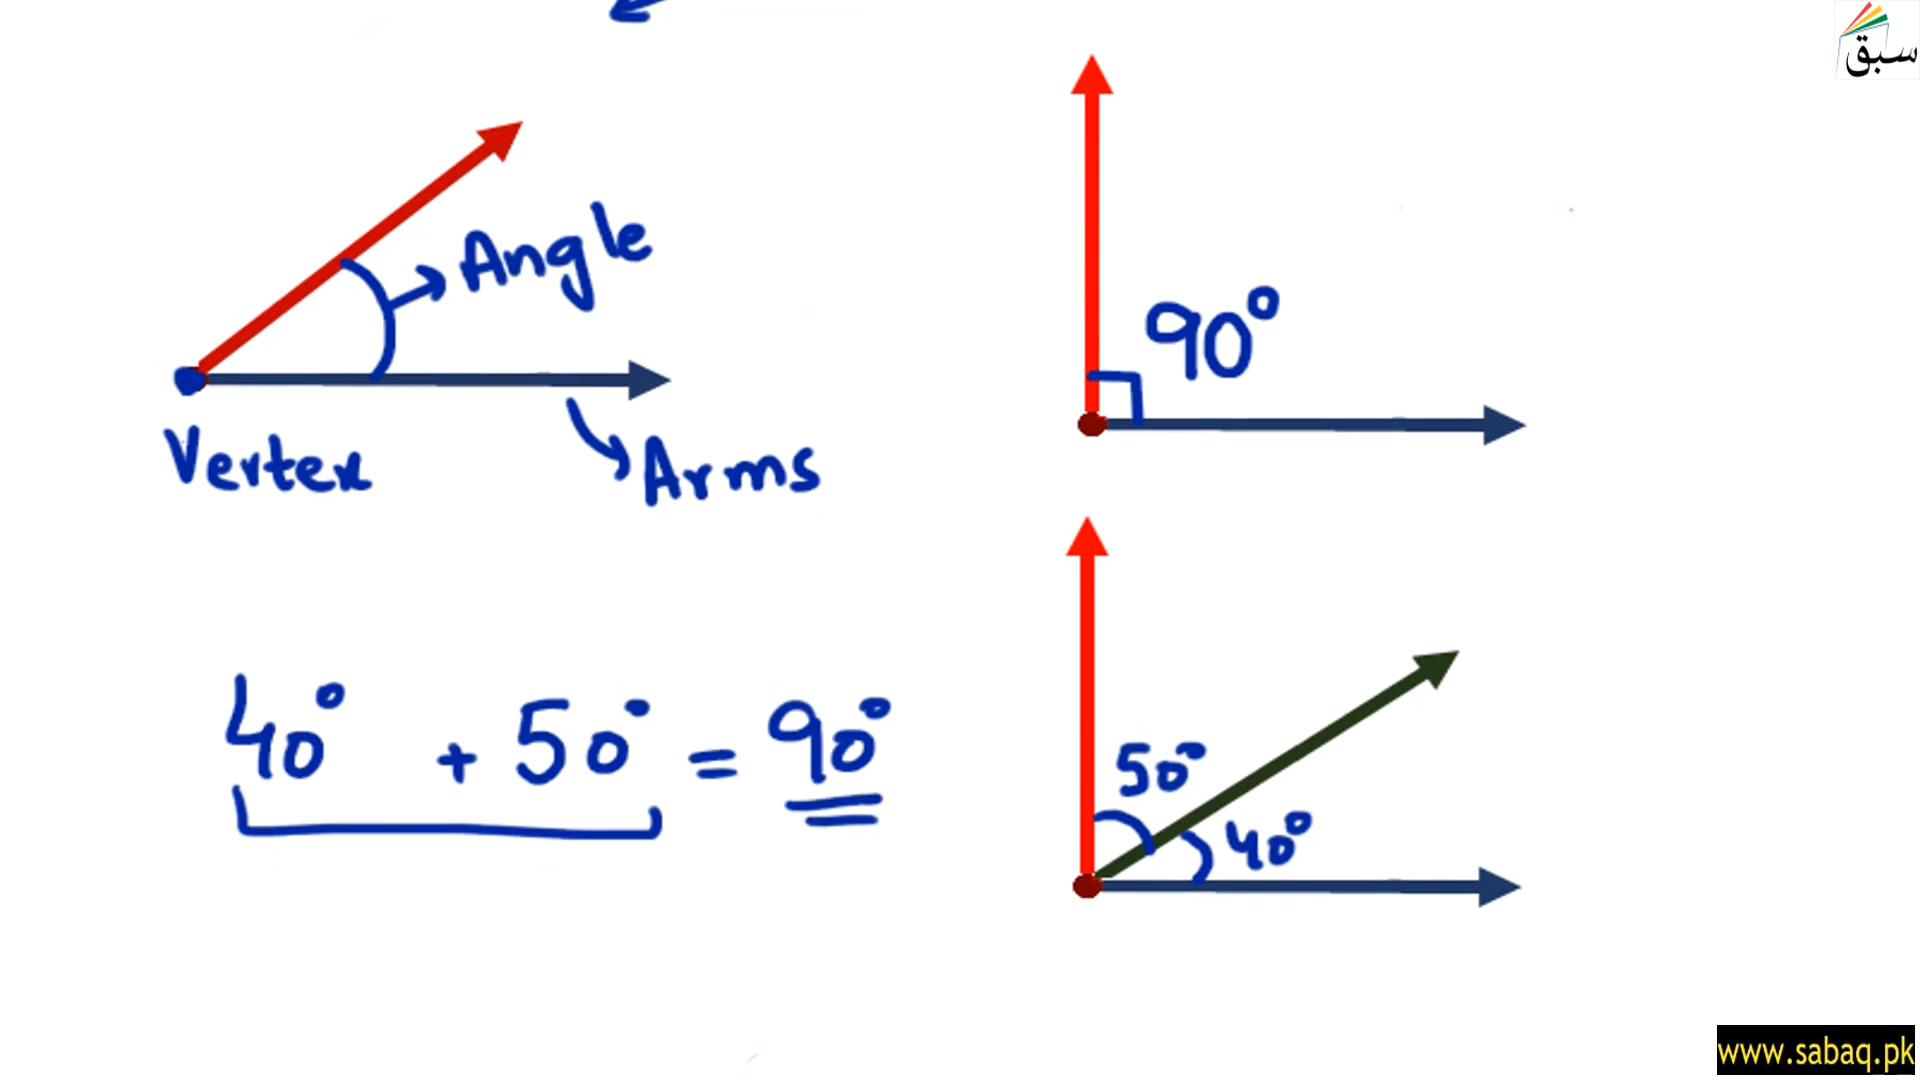 سبق
Angle
Vertex
Arms
90°
40° + 50° = 90°
50°
40°
www.sabaq.pk